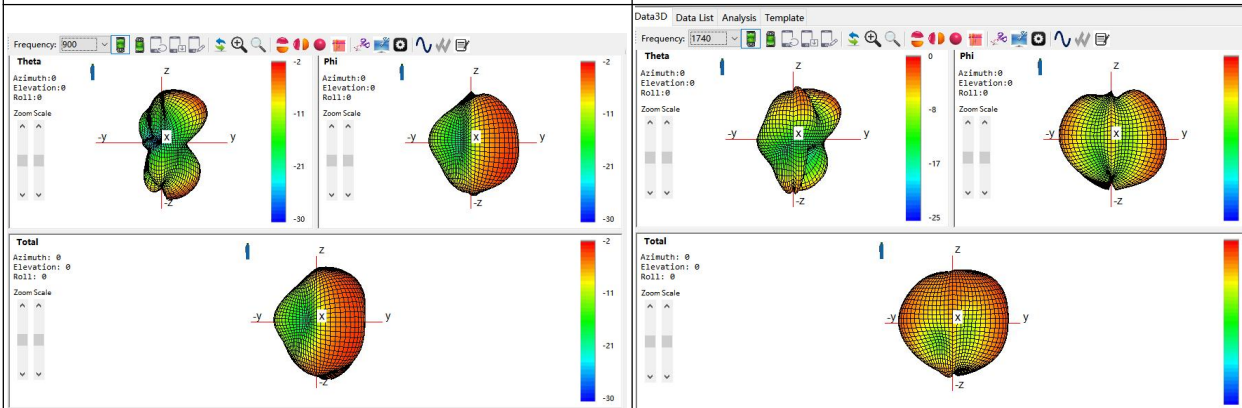 Frequency: 900
Theta
Azimuth:0
Elevation:0
Roll:0
Zoom Scale
Z
-y
X
y
-Z
-2
-11
-21
-30
Phi
Azimuth:0
Elevation:0
Roll:0
Zoom Scale
Z
-y
X
y
-Z
-2
-11
-21
-30
Total
Azimuth: 0
Elevation: 0
Roll: 0
Zoom Scale
Z
-y
X
y
-Z
-2
-11
-21
-30
Data3D Data List Analysis Template
Frequency: 1740
Theta
Azimuth:0
Elevation:0
Roll:0
Zoom Scale
Z
-y
X
y
-Z
0
-8
-17
-25
Phi
Azimuth:0
Elevation:0
Roll:0
Zoom Scale
Z
-y
X
y
-Z
Total
Azimuth: 0
Elevation: 0
Roll: 0
Zoom Scale
Z
-y
X
y
-Z